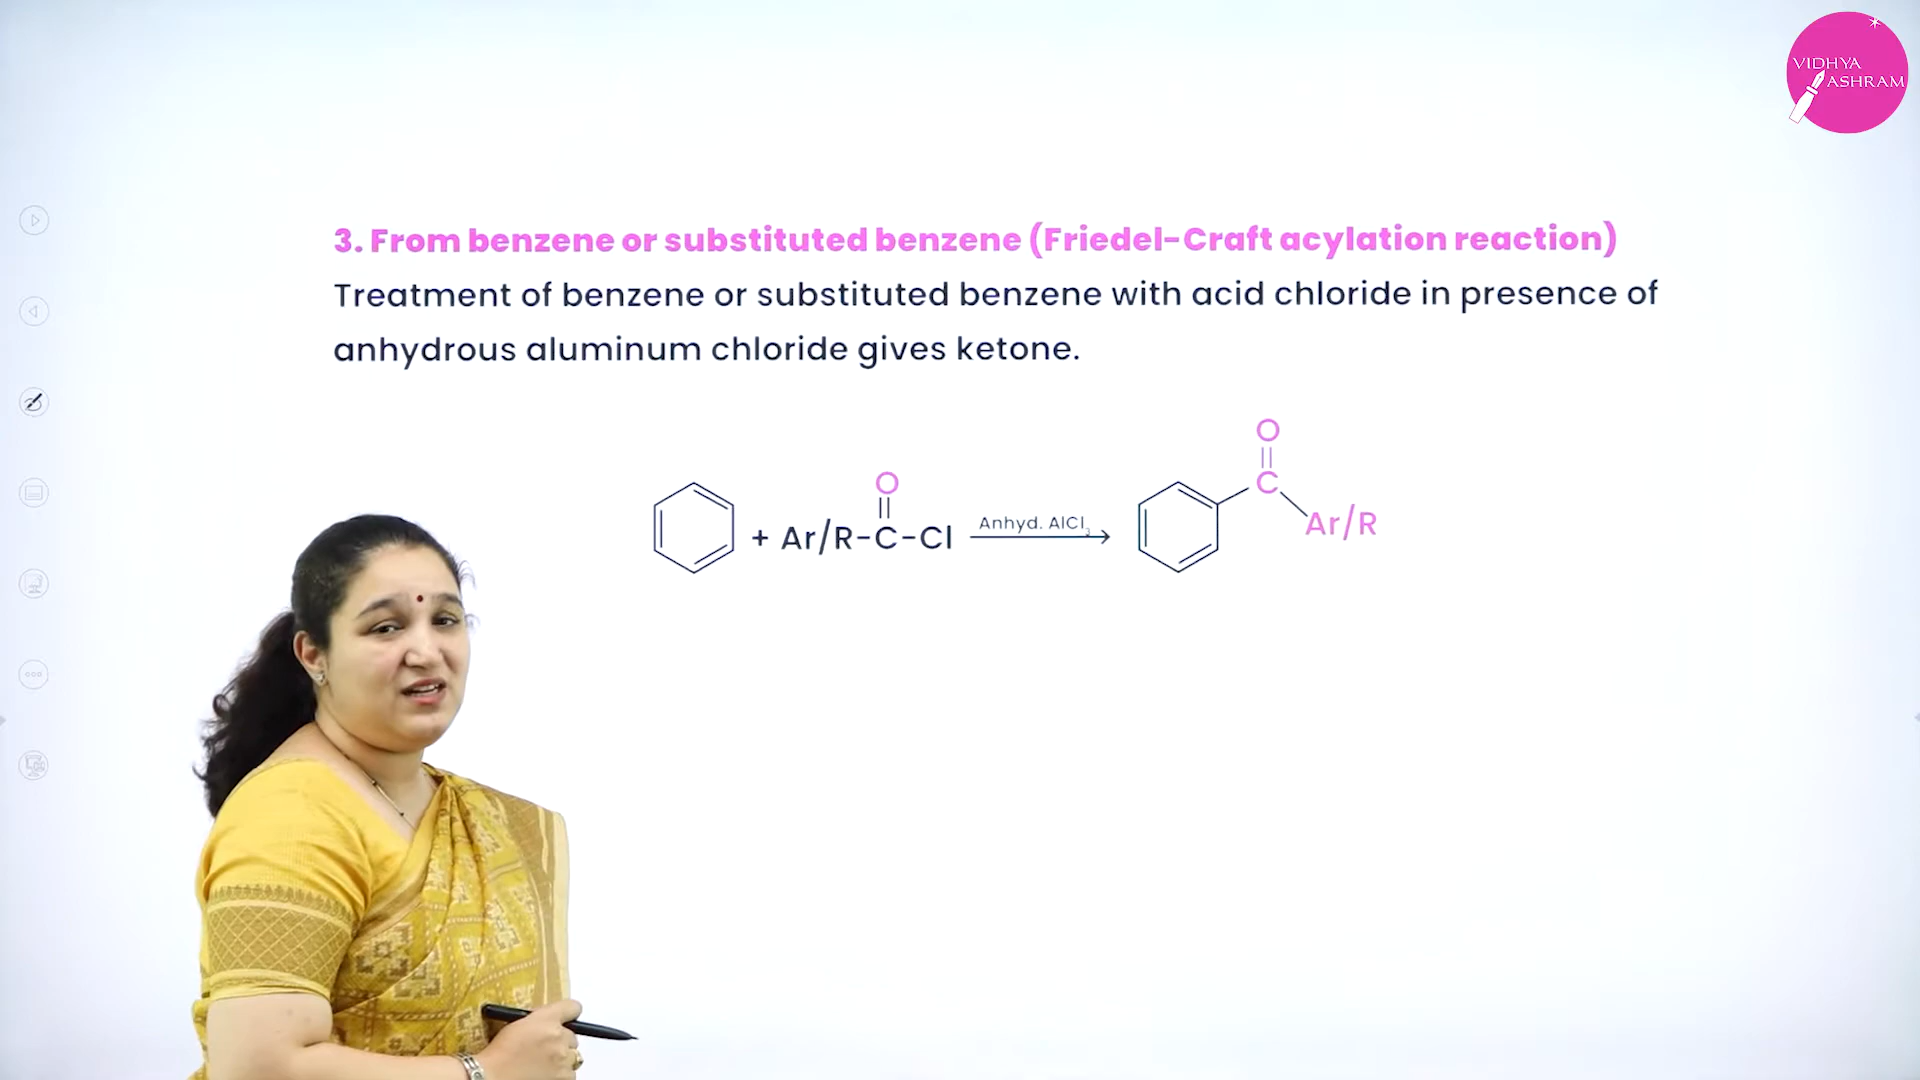 VIDHYA
ASHRAM
3. From benzene or substituted benzene (Friedel-Craft acylation reaction)
Treatment of benzene or substituted benzene with acid chloride in presence of
anhydrous aluminum chloride gives ketone.
O
||
+ Ar/R-C-Cl
Anhyd. AlCl₃
O
||
C
Ar/R